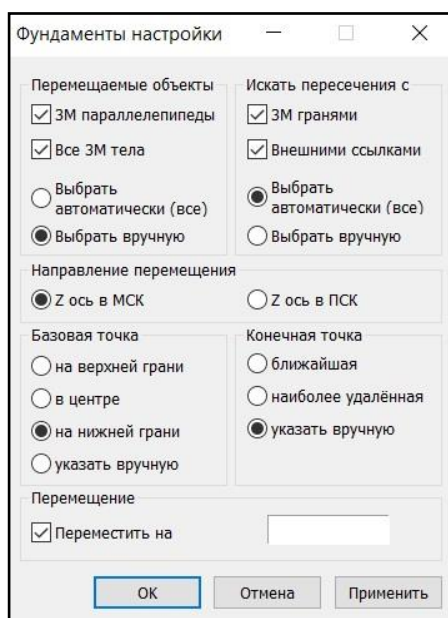 Фундаменты настройки
Перемещаемые объекты
3М параллелепипеды
Все 3М тела
Выбрать
автоматически (все)
Выбрать вручную
Искать пересечения с
3М гранями
Внешними ссылками
Выбрать
автоматически (все)
Выбрать вручную
Направление перемещения
Z ось в МСК
Z ось в ПСК
Базовая точка
на верхней грани
в центре
на нижней грани
указать вручную
Конечная точка
ближайшая
наиболее удалённая
указать вручную
Перемещение
Переместить на
ОК
Отмена
Применить